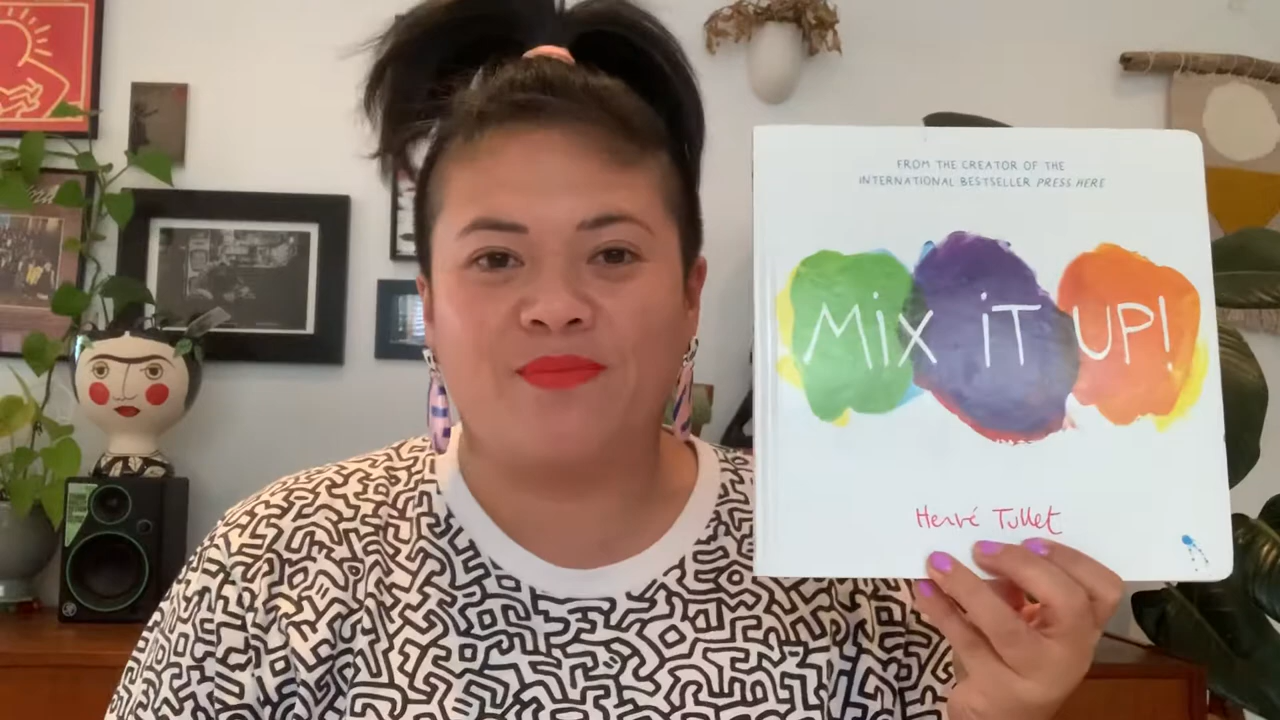 FROM THE CREATOR OF THE
INTERNATIONAL BESTSELLER PRESS HERE
MiX iT UP!
Hervé Tullet